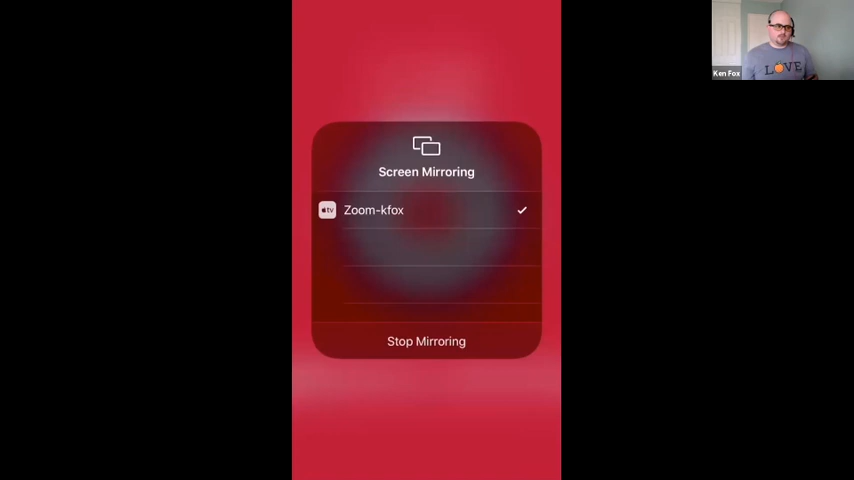 Screen Mirroring
tv Zoom-kfox
Stop Mirroring
Ken Fox
LOVE